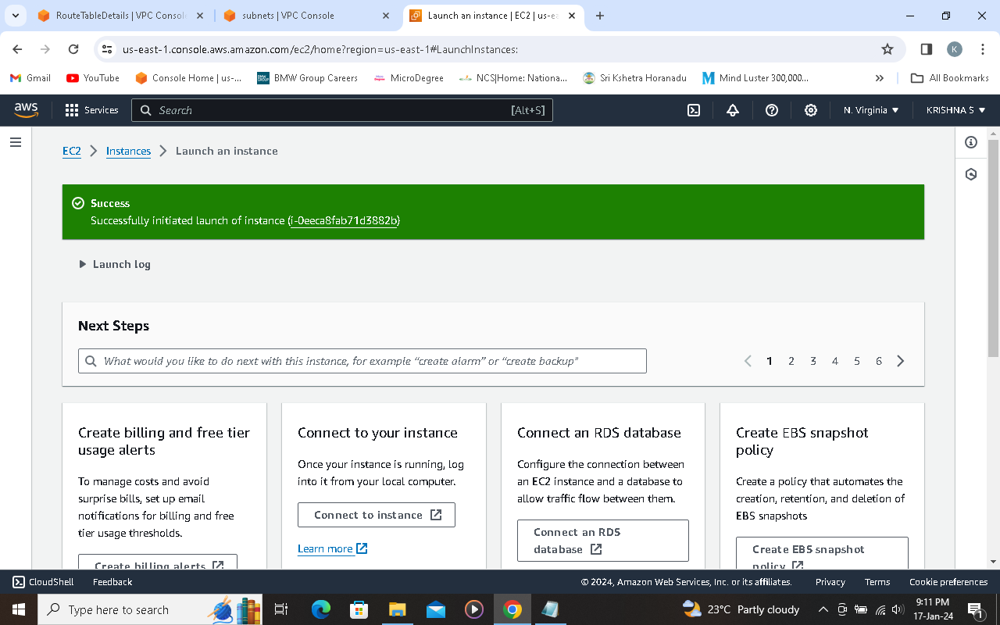 RouteTableDetails | VPC Consol
subnets | VPC Console
Launch an instance | EC2 | us-ea
us-east-1.console.aws.amazon.com/ec2/home?region=us-east-1#LaunchInstances:
K
Gmail
YouTube
Console Home | us-...
BMW Group Careers
MicroDegree
NCS|Home: Nationa...
Sri Kshetra Horanadu
Mind Luster 300,000...
All Bookmarks
aws
Services
Search
[Alt+S]
N. Virginia
KRISHNA S
EC2
Instances
Launch an instance
Success
Successfully initiated launch of instance (i-0eeca8fab71d3882b)
Launch log
Next Steps
What would you like to do next with this instance, for example “create alarm” or “create backup”
1 2 3 4 5 6
Create billing and free tier
usage alerts
To manage costs and avoid
surprise bills, set up email
notifications for billing and free
tier usage thresholds.
Create billing alerts
Connect to your instance
Once your instance is running, log
into it from your local computer.
Connect to instance
Learn more
Connect an RDS database
Configure the connection between
an EC2 instance and a database to
allow traffic flow between them.
Connect an RDS
database
Create EBS snapshot
policy
Create a policy that automates the
creation, retention, and deletion of
EBS snapshots
Create EBS snapshot
policy
CloudShell
Feedback
© 2024, Amazon Web Services, Inc. or its affiliates.
Privacy
Terms
Cookie preferences
Type here to search
23°C Partly cloudy
9:11 PM
17-Jan-24
1